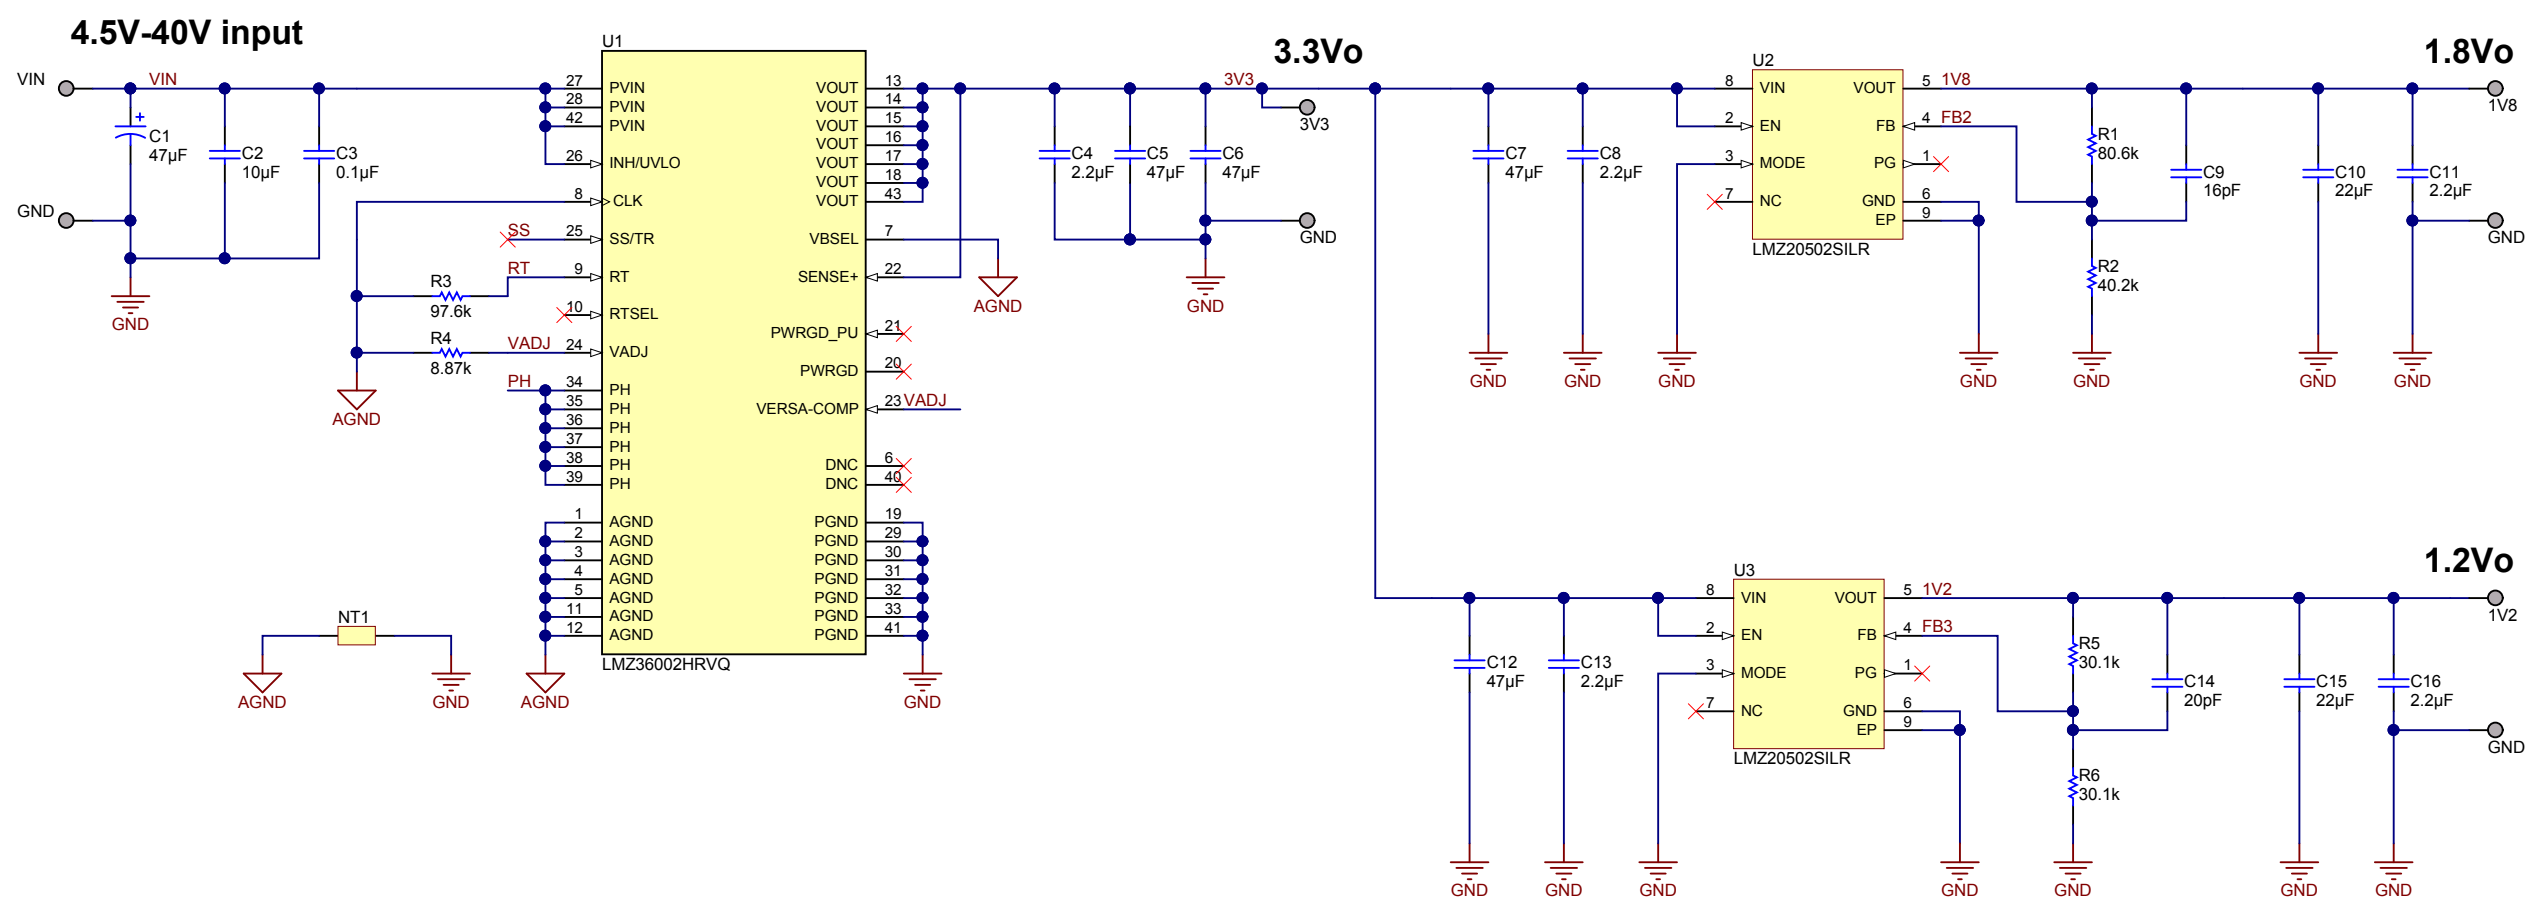 4.5V-40V input
VIN
VIN
GND
C1
47µF
C2
10µF
C3
0.1µF
GND
U1
27 PVIN
28 PVIN
42 PVIN
26 INH/UVLO
8 CLK
SS 25 SS/TR
RT 9 RT
10 RTSEL
VADJ 24 VADJ
PH 34 PH
35 PH
36 PH
37 PH
38 PH
39 PH
1 AGND
2 AGND
3 AGND
4 AGND
5 AGND
11 AGND
12 AGND
VOUT 13
VOUT 14
VOUT 15
VOUT 16
VOUT 17
VOUT 18
VOUT 43
VBSEL 7
SENSE+ 22
PWRGD_PU 21
PWRGD 20
VERSA-COMP 23 VADJ
DNC 6
DNC 40
PGND 19
PGND 29
PGND 30
PGND 31
PGND 32
PGND 33
PGND 41
LMZ36002HRVQ
R3
97.6k
R4
8.87k
AGND
NT1
AGND
GND
AGND
GND
AGND
3.3Vo
3V3
3V3
C4
2.2µF
C5
47µF
C6
47µF
GND
GND
C7
47µF
C8
2.2µF
GND
GND
GND
U2
8 VIN
2 EN
3 MODE
7 NC
VOUT 5 1V8
FB 4 FB2
PG 1
GND 6
EP 9
LMZ20502SILR
GND
R1
80.6k
R2
40.2k
GND
C9
16pF
C10
22µF
GND
C11
2.2µF
GND
1.8Vo
1V8
GND
C12
47µF
C13
2.2µF
GND
GND
GND
U3
8 VIN
2 EN
3 MODE
7 NC
VOUT 5 1V2
FB 4 FB3
PG 1
GND 6
EP 9
LMZ20502SILR
GND
R5
30.1k
R6
30.1k
GND
C14
20pF
C15
22µF
GND
C16
2.2µF
GND
1.2Vo
1V2
GND